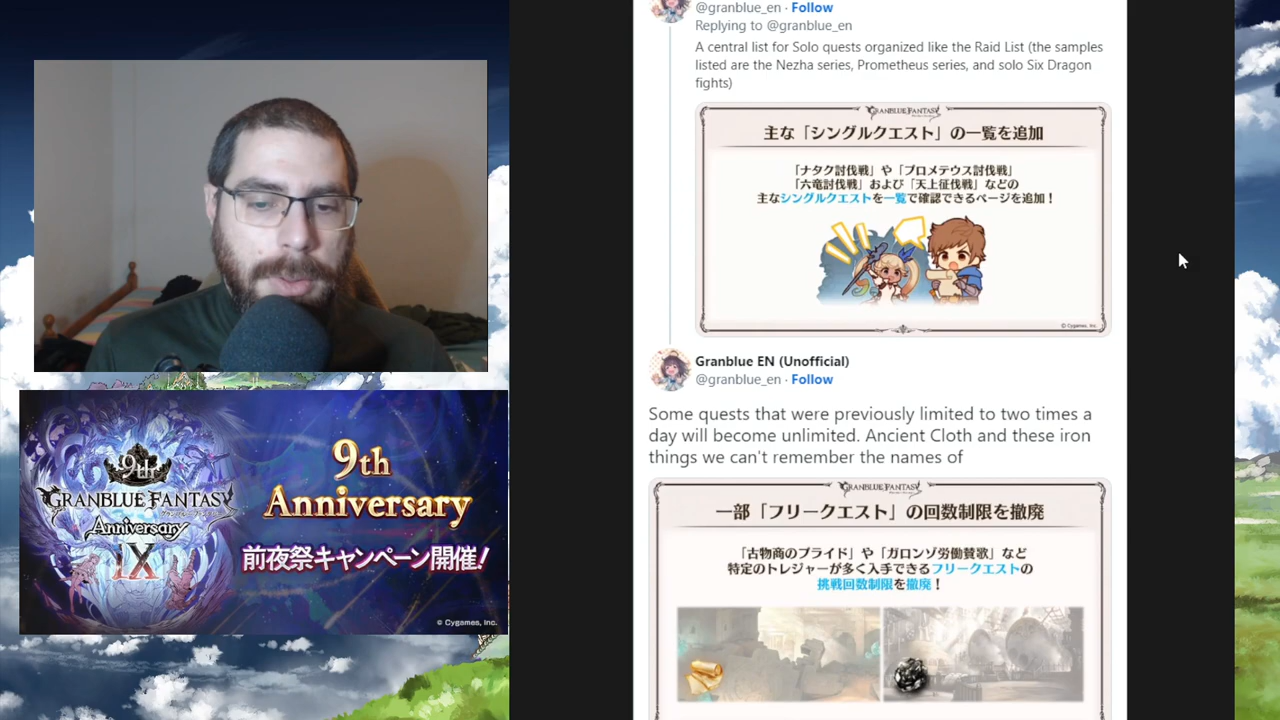 @granblue_en · Follow
Replying to @granblue_en
A central list for Solo quests organized like the Raid List (the samples
listed are the Nezha series, Prometheus series, and solo Six Dragon
fights)
GRANBLUE FANTASY
主な「シングルクエスト」の一覧を追加
「ナタク討伐戦」や「プロメテウス討伐戦」
「六竜討伐戦」および「天上征伐戦」などの
主なシングルクエストを一覧で確認できるページを追加！
© Cygames, Inc.
Granblue EN (Unofficial)
@granblue_en · Follow
Some quests that were previously limited to two times a
day will become unlimited. Ancient Cloth and these iron
things we can't remember the names of
GRANBLUE FANTASY
一部「フリークエスト」の回数制限を撤廃
「古物商のプライド」や「ガロンゾ労働賛歌」など
特定のトレジャーが多く入手できるフリークエストの
挑戦回数制限を撤廃！
9th
GRANBLUE FANTASY
Anniversary
IX
9th
Anniversary
前夜祭キャンペーン開催！
© Cygames, Inc.